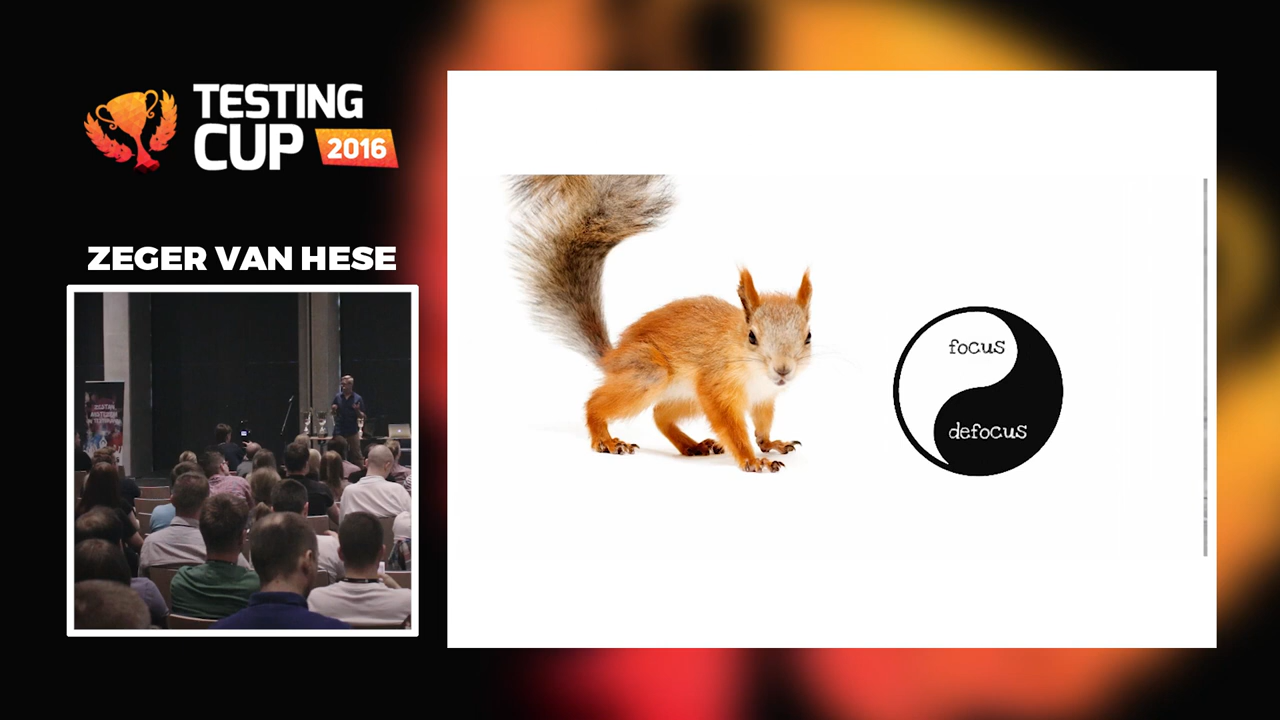 TESTING
CUP 2016
ZEGER VAN HESE
focus
defocus